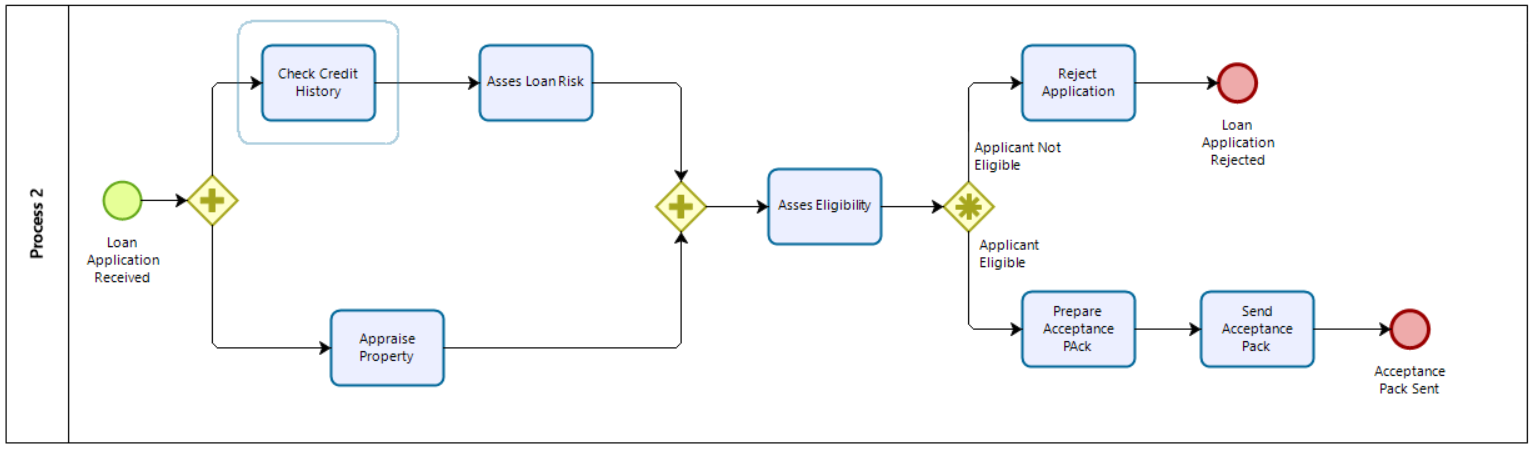 Process 2
Loan
Application
Received
Check Credit
History
Asses Loan Risk
Appraise
Property
Asses Eligibility
Applicant Not
Eligible
Reject
Application
Loan
Application
Rejected
Applicant
Eligible
Prepare
Acceptance
PAck
Send
Acceptance
Pack
Acceptance
Pack Sent